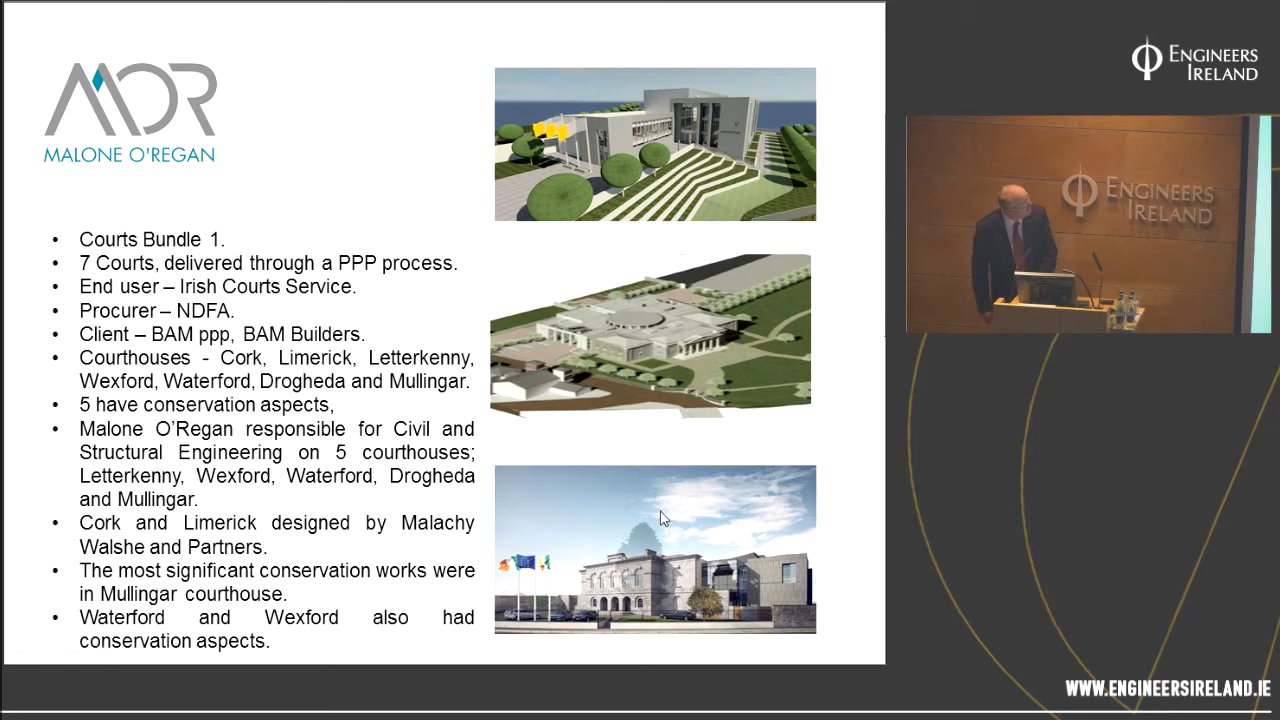 MOR
MALONE O'REGAN
• Courts Bundle 1.
• 7 Courts, delivered through a PPP process.
• End user – Irish Courts Service.
• Procurer – NDFA.
• Client – BAM ppp, BAM Builders.
• Courthouses - Cork, Limerick, Letterkenny,
Wexford, Waterford, Drogheda and Mullingar.
• 5 have conservation aspects,
• Malone O’Regan responsible for Civil and
Structural Engineering on 5 courthouses;
Letterkenny, Wexford, Waterford, Drogheda
and Mullingar.
• Cork and Limerick designed by Malachy
Walshe and Partners.
• The most significant conservation works were
in Mullingar courthouse.
• Waterford and Wexford also had
conservation aspects.
ENGINEERS
IRELAND
ENGINEERS
IRELAND
WWW.ENGINEERSIRELAND.IE